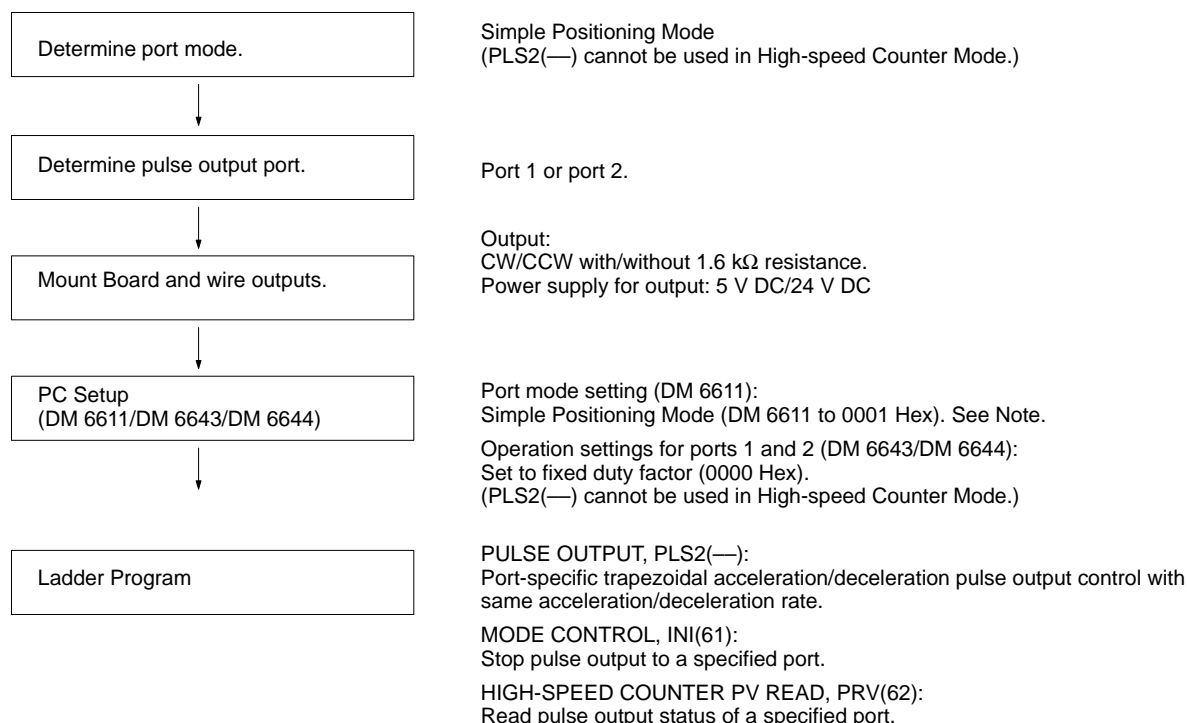 Determine port mode.
Simple Positioning Mode
(PLS2(––) cannot be used in High-speed Counter Mode.)
Determine pulse output port.
Port 1 or port 2.
Mount Board and wire outputs.
Output:
CW/CCW with/without 1.6 kΩ resistance.
Power supply for output: 5 V DC/24 V DC
PC Setup
(DM 6611/DM 6643/DM 6644)
Port mode setting (DM 6611):
Simple Positioning Mode (DM 6611 to 0001 Hex). See Note.
Operation settings for ports 1 and 2 (DM 6643/DM 6644):
Set to fixed duty factor (0000 Hex).
(PLS2(––) cannot be used in High-speed Counter Mode.)
Ladder Program
PULSE OUTPUT, PLS2(––):
Port-specific trapezoidal acceleration/deceleration pulse output control with
same acceleration/deceleration rate.
MODE CONTROL, INI(61):
Stop pulse output to a specified port.
HIGH-SPEED COUNTER PV READ, PRV(62):
Read pulse output status of a specified port.